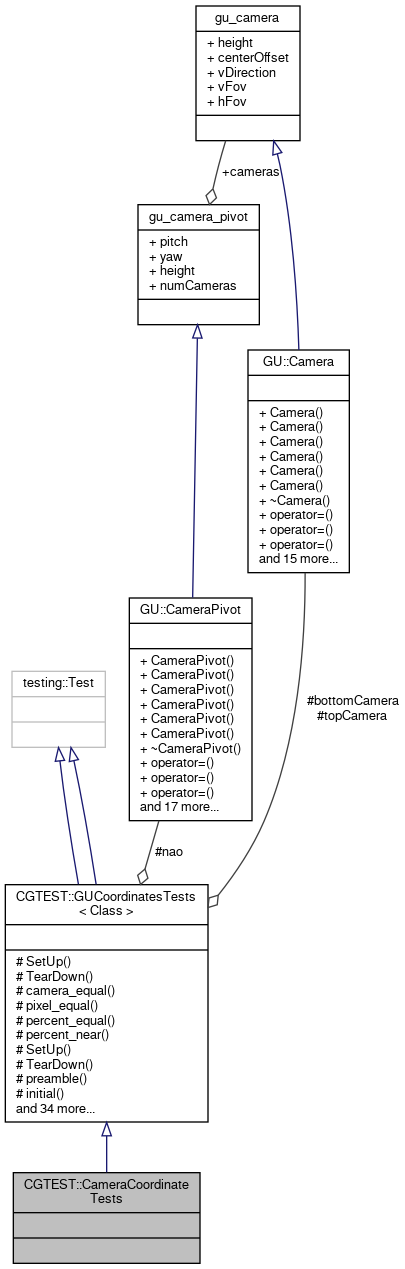 gu_camera
+ height
+ centerOffset
+ vDirection
+ vFov
+ hFov
+cameras
gu_camera_pivot
+ pitch
+ yaw
+ height
+ numCameras
GU::Camera
+ Camera()
+ Camera()
+ Camera()
+ Camera()
+ Camera()
+ Camera()
+ ~Camera()
+ operator=()
+ operator=()
+ operator=()
and 15 more...
GU::CameraPivot
+ CameraPivot()
+ CameraPivot()
+ CameraPivot()
+ CameraPivot()
+ CameraPivot()
+ CameraPivot()
+ ~CameraPivot()
+ operator=()
+ operator=()
+ operator=()
and 17 more...
testing::Test
#bottomCamera
#topCamera
#nao
CGTEST::GUCoordinatesTests
< Class >
# SetUp()
# TearDown()
# camera_equal()
# pixel_equal()
# percent_equal()
# percent_near()
# SetUp()
# TearDown()
# preamble()
# initial()
and 34 more...
CGTEST::CameraCoordinate
Tests